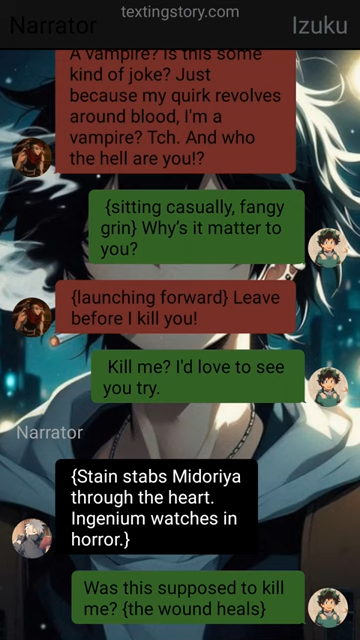 textingstory.com
Narrator
Izuku
A vampire? Is this some
kind of joke? Just
because my quirk revolves
around blood, I'm a
vampire? Tch. And who
the hell are you!?
{sitting casually, fangy
grin} Why's it matter to
you?
{launching forward} Leave
before I kill you!
Kill me? I'd love to see
you try.
Narrator
{Stain stabs Midoriya
through the heart.
Ingenium watches in
horror.}
Was this supposed to kill
me? {the wound heals}